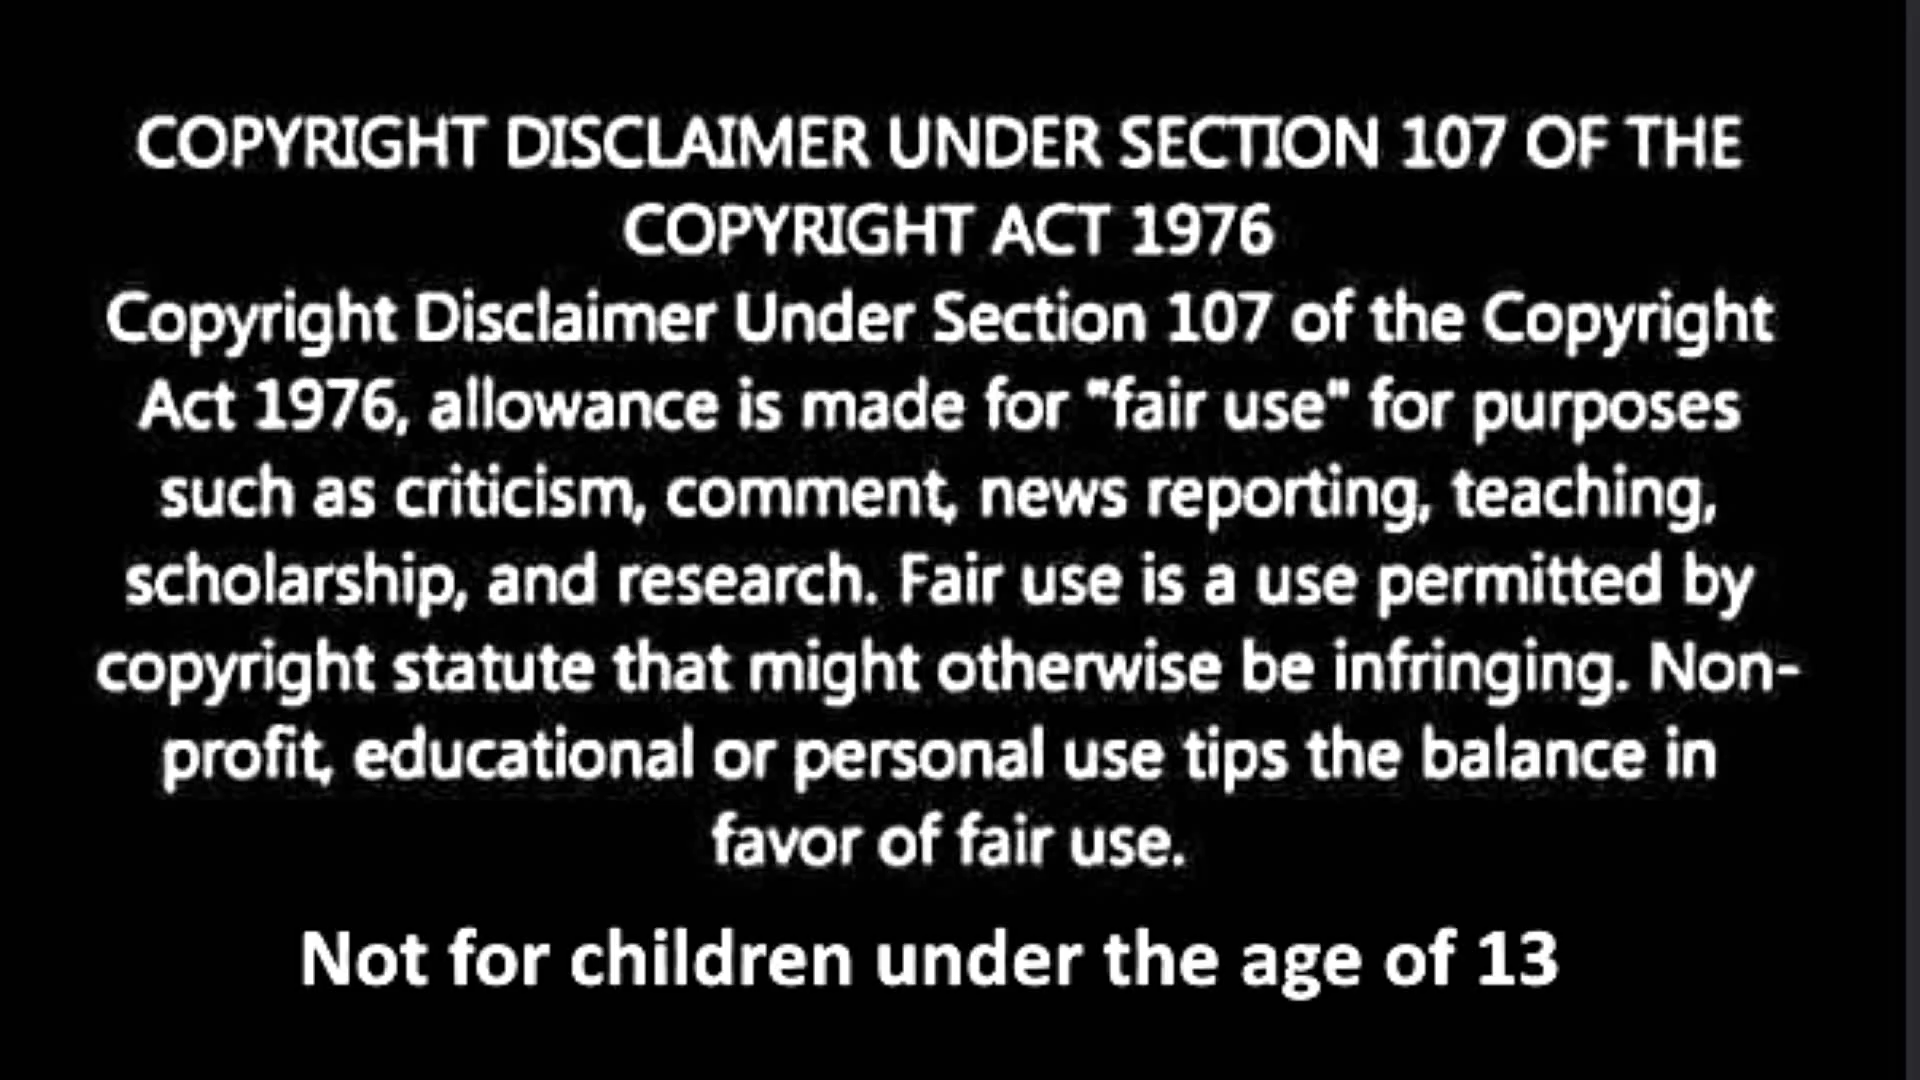 COPYRIGHT DISCLAIMER UNDER SECTION 107 OF THE
COPYRIGHT ACT 1976
Copyright Disclaimer Under Section 107 of the Copyright
Act 1976, allowance is made for "fair use" for purposes
such as criticism, comment, news reporting, teaching,
scholarship, and research. Fair use is a use permitted by
copyright statute that might otherwise be infringing. Non-
profit, educational or personal use tips the balance in
favor of fair use.
Not for children under the age of 13